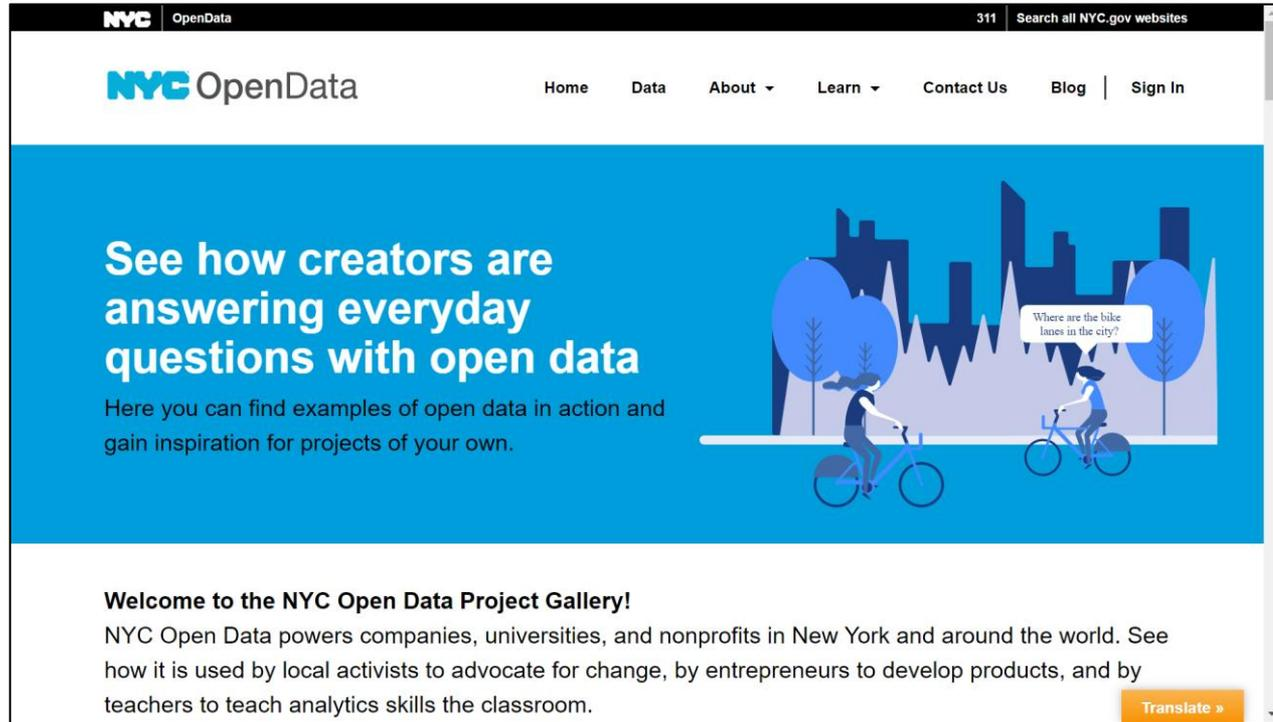 NYC OpenData 311 Search all NYC.gov websites
NYC OpenData Home Data About Learn Contact Us Blog Sign In
See how creators are
answering everyday
questions with open data
Here you can find examples of open data in action and
gain inspiration for projects of your own.
Where are the bike
lanes in the city?
Welcome to the NYC Open Data Project Gallery!
NYC Open Data powers companies, universities, and nonprofits in New York and around the world. See
how it is used by local activists to advocate for change, by entrepreneurs to develop products, and by
teachers to teach analytics skills the classroom.
Translate »